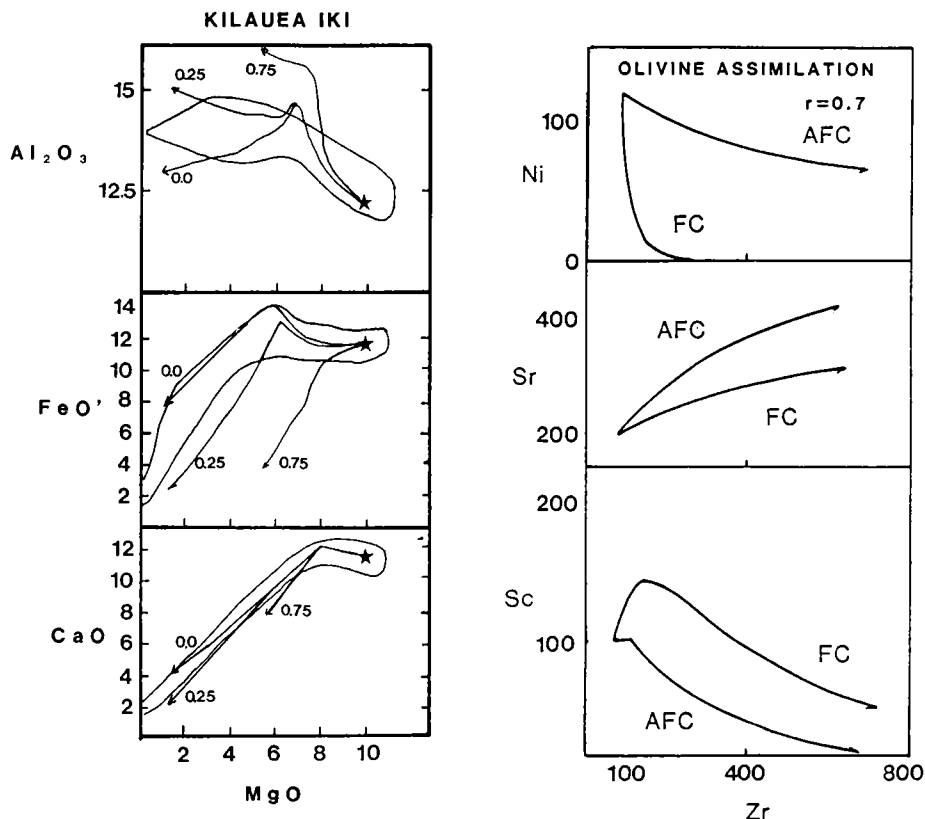 KILAUEA IKI
15
12.5
Al₂O₃
0.25
0.75
0.0
14
12
10
8
6
4
2
FeO'
0.0
0.25
0.75
12
10
8
6
4
2
CaO
0.0
0.25
0.75
2 4 6 8 10
MgO
OLIVINE ASSIMILATION
r=0.7
100
Ni
0
AFC
FC
400
Sr
200
AFC
FC
200
Sc
100
FC
AFC
100 400 800
Zr